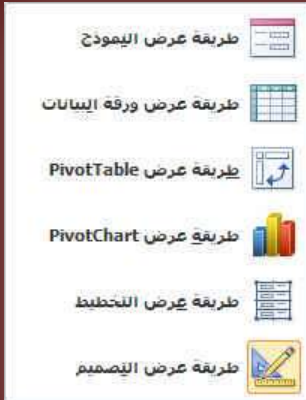 طريقة عرض النموذج
طريقة عرض ورقة البيانات
طريقة عرض PivotTable
طريقة عرض PivotChart
طريقة عرض التخطيط
طريقة عرض التصميم